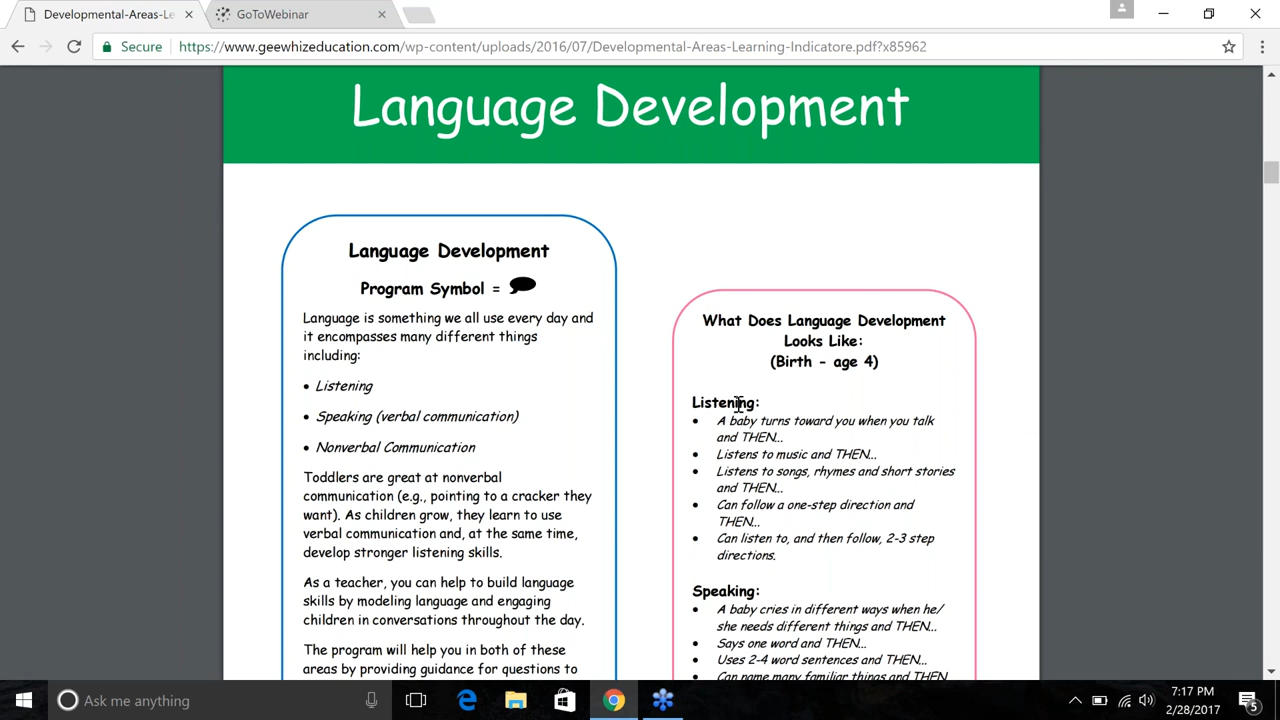 Developmental-Areas-Le
GoToWebinar
Secure
https://www.geewhizeducation.com/wp-content/uploads/2016/07/Developmental-Areas-Learning-Indicatore.pdf?x85962
Language Development
Language Development
Program Symbol =
Language is something we all use every day and
it encompasses many different things
including:
• Listening
• Speaking (verbal communication)
• Nonverbal Communication
Toddlers are great at nonverbal
communication (e.g., pointing to a cracker they
want). As children grow, they learn to use
verbal communication and, at the same time,
develop stronger listening skills.
As a teacher, you can help to build language
skills by modeling language and engaging
children in conversations throughout the day.
The program will help you in both of these
areas by providing guidance for questions to
What Does Language Development
Looks Like:
(Birth - age 4)
Listening:
• A baby turns toward you when you talk
and THEN...
• Listens to music and THEN...
• Listens to songs, rhymes and short stories
and THEN...
• Can follow a one-step direction and
THEN...
• Can listen to, and then follow, 2-3 step
directions.
Speaking:
• A baby cries in different ways when he/
she needs different things and THEN...
• Says one word and THEN...
• Uses 2-4 word sentences and THEN...
• Can name many familiar things and THEN
Ask me anything
7:17 PM
2/28/2017
5